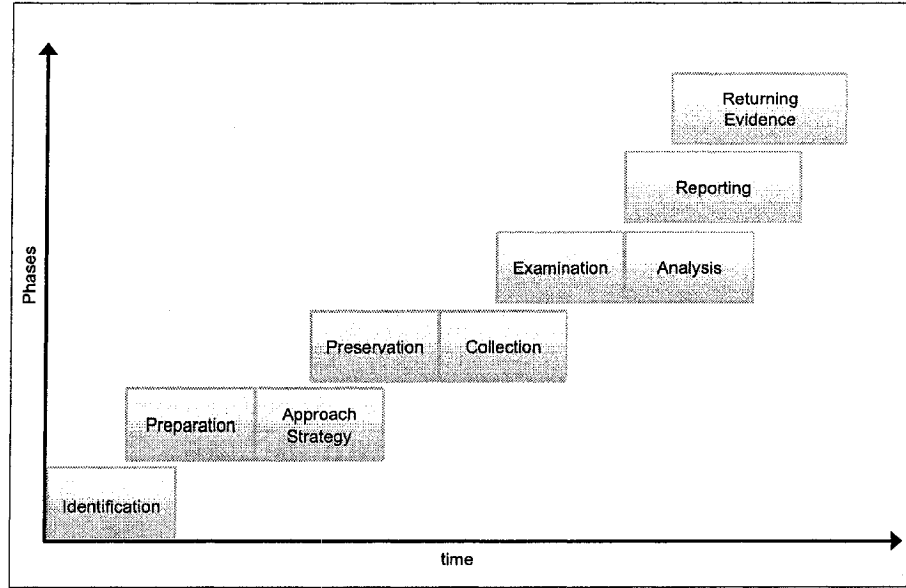 Returning
Evidence
Reporting
Examination
Analysis
Phases
Preservation
Collection
Preparation
Approach
Strategy
Identification
time